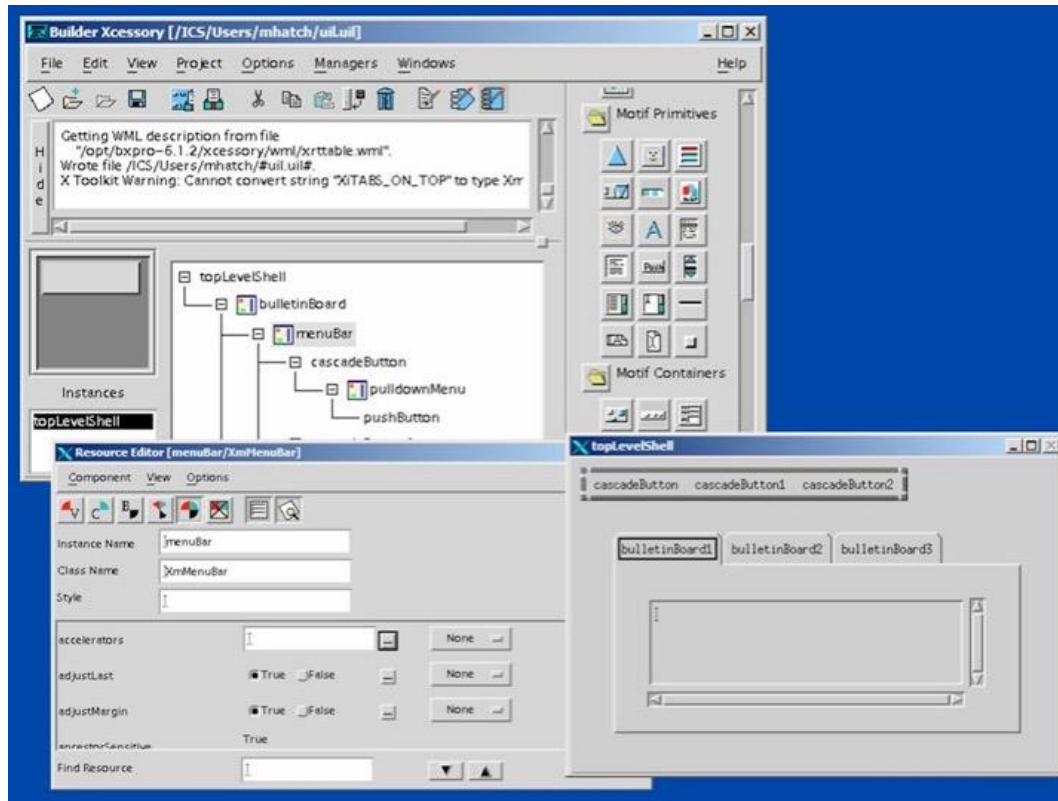 Builder Xcessory [/ICS/Users/mhatch/uil.uil]
File Edit View Project Options Managers Windows Help
Hide
Getting WML description from file
"/opt/bxpro-6.1.2/xcessory/wml/xrttable.wml".
Wrote file /ICS/Users/mhatch/#uil.uil#.
X Toolkit Warning: Cannot convert string "XiTABS_ON_TOP" to type Xm
Motif Primitives
Push
Motif Containers
topLevelShell
bulletinBoard
menuBar
cascadeButton
pulldownMenu
pushButton
Instances
topLevelShell
Resource Editor [menuBar/XmMenuBar]
Component View Options
Instance Name menuBar
Class Name XmMenuBar
Style
accelerators ... None
adjustLast True False ... None
adjustMargin True False ... None
ancestorSensitive True
Find Resource
topLevelShell
cascadeButton cascadeButton1 cascadeButton2
bulletinBoard1 bulletinBoard2 bulletinBoard3